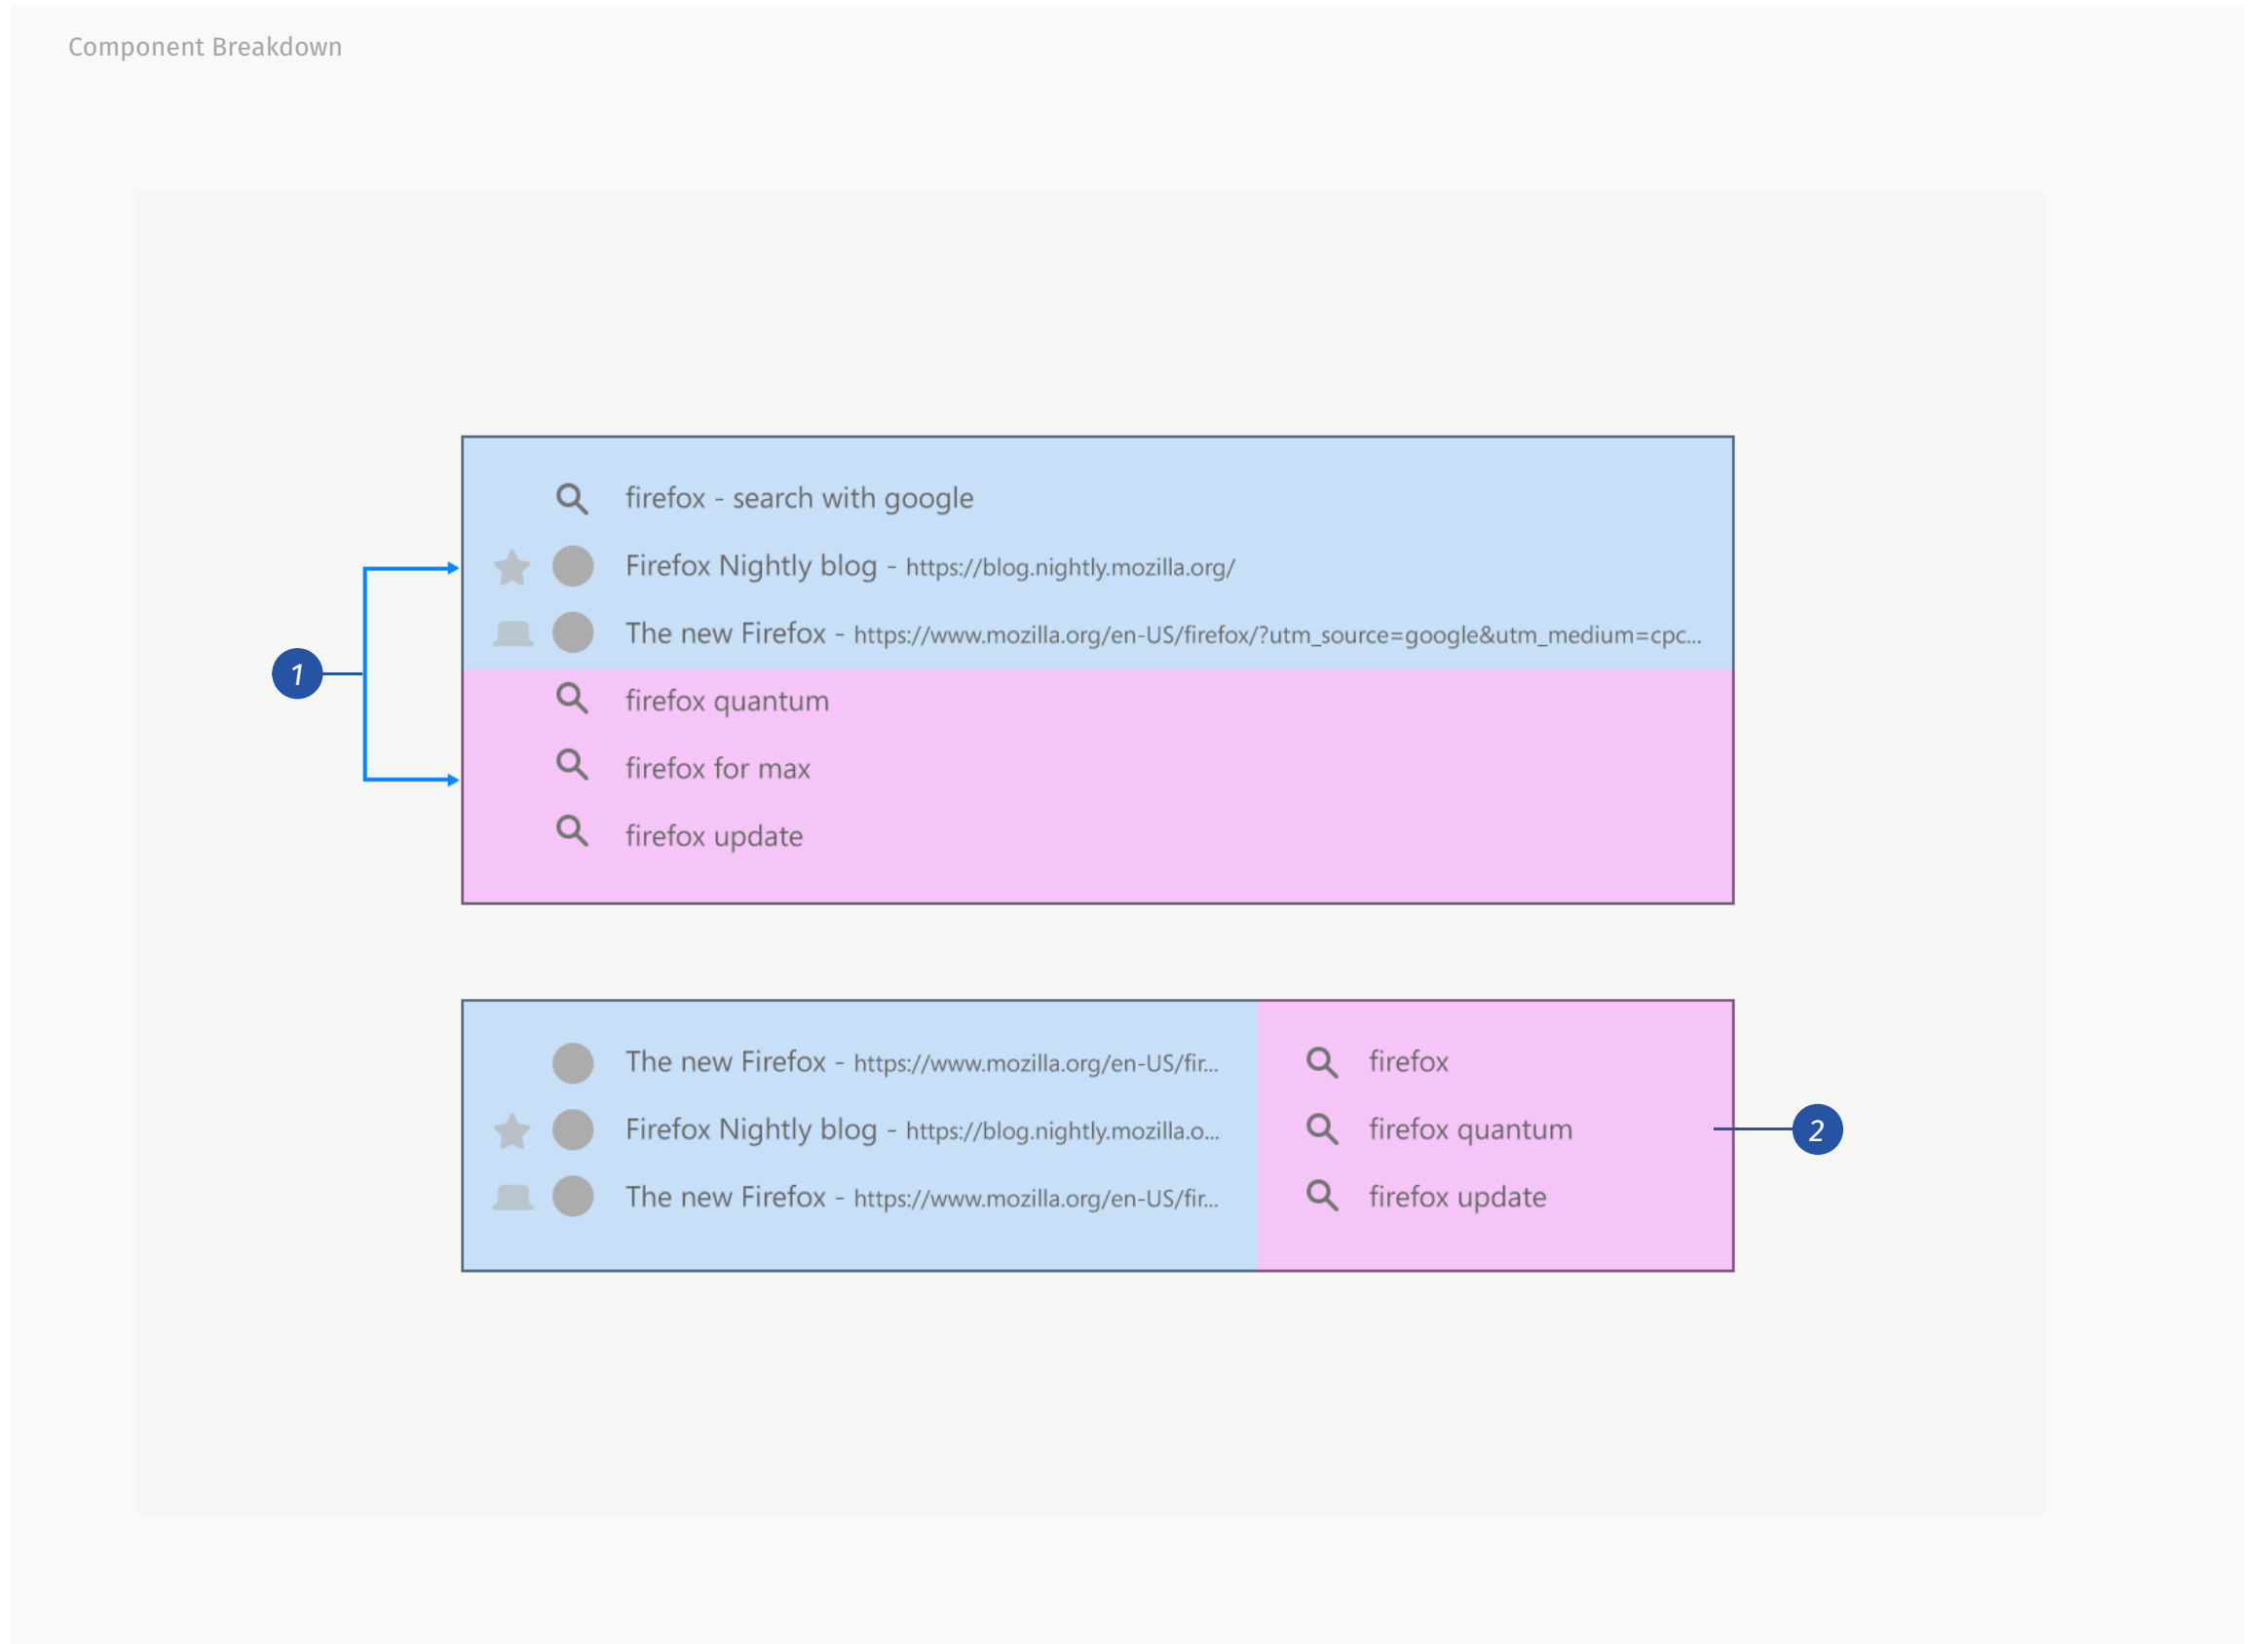 Component Breakdown
firefox - search with google
Firefox Nightly blog - https://blog.nightly.mozilla.org/
The new Firefox - https://www.mozilla.org/en-US/firefox/?utm_source=google&utm_medium=cpc...
1
firefox quantum
firefox for max
firefox update
The new Firefox - https://www.mozilla.org/en-US/fir...
firefox
Firefox Nightly blog - https://blog.nightly.mozilla.o...
firefox quantum
2
The new Firefox - https://www.mozilla.org/en-US/fir...
firefox update